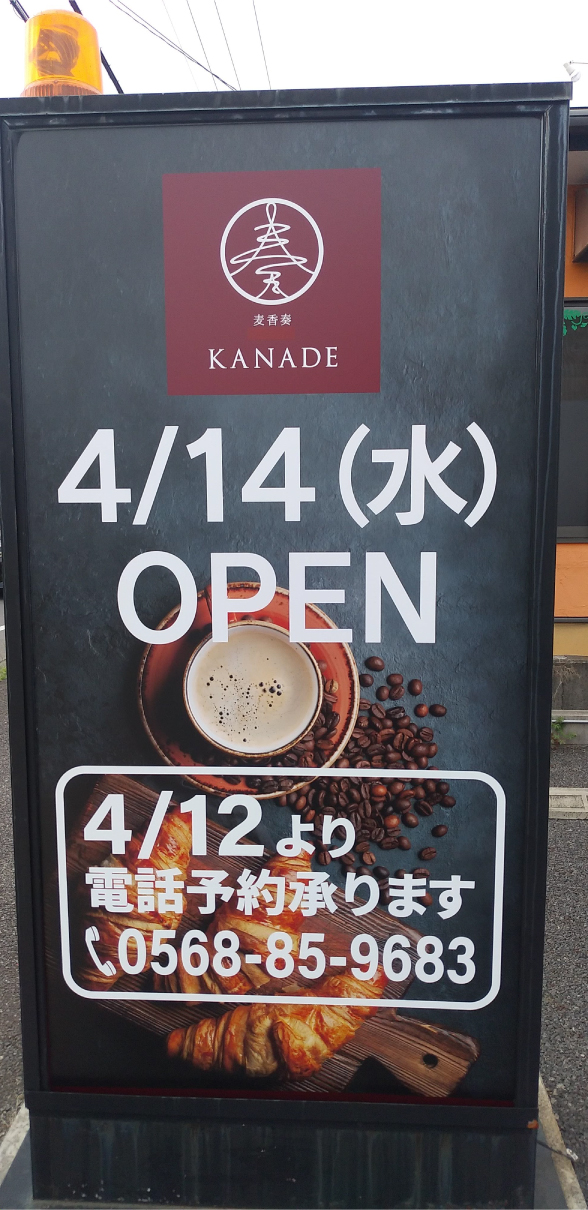 奏
麦香奏
KANADE
4/14(水)
OPEN
4/12より
電話予約承ります
0568-85-9683